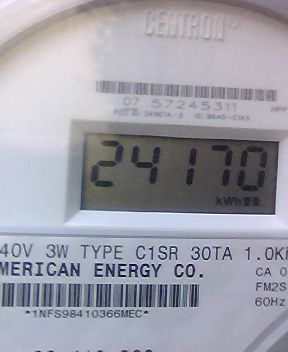 CENTRON®
07 57245311
24170
kWh
40V 3W TYPE C1SR 30TA 1.0K
MERICAN ENERGY CO.
CA 0
FM2S
60Hz
*1NFS98410366MEC*